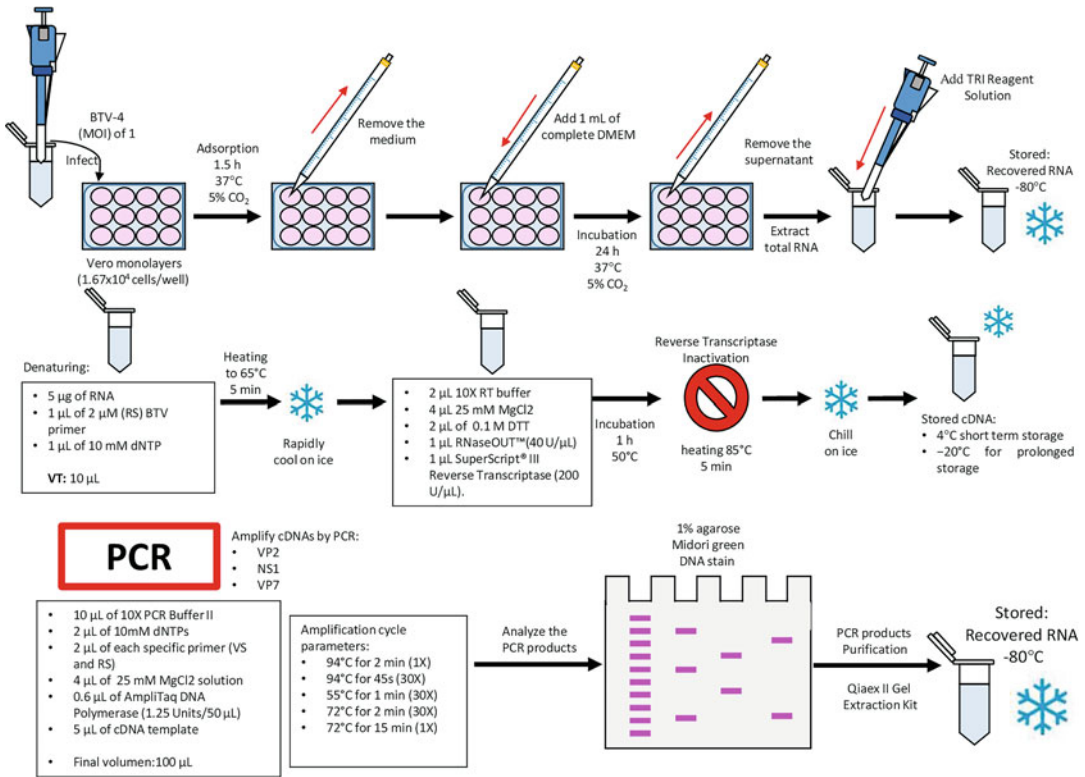 BTV-4
(MOI) of 1
Infect
Vero monolayers
(1.67x10⁴ cells/well)
Adsorption
1.5 h
37°C
5% CO₂
Remove the
medium
Add 1 mL of
complete DMEM
Incubation
24 h
37°C
5% CO₂
Remove the
supernatant
Extract
total RNA
Add TRI Reagent
Solution
Stored:
Recovered RNA
-80°C
Denaturing:
• 5 µg of RNA
• 1 µL of 2 µM (RS) BTV
primer
• 1 µL of 10 mM dNTP
VT: 10 µL
Heating
to 65°C
5 min
Rapidly
cool on ice
• 2 µL 10X RT buffer
• 4 µL 25 mM MgCl2
• 2 µL of 0.1 M DTT
• 1 µL RNaseOUT™(40 U/µL)
• 1 µL SuperScript® III
Reverse Transcriptase (200
U/µL).
Incubation
1 h
50°C
Reverse Transcriptase
Inactivation
heating 85°C
5 min
Chill
on ice
Stored cDNA:
• 4°C short term storage
• −20°C for prolonged
storage
PCR
Amplify cDNAs by PCR:
• VP2
• NS1
• VP7
• 10 µL of 10X PCR Buffer II
• 2 µL of 10mM dNTPs
• 2 µL of each specific primer (VS
and RS)
• 4 µL of 25 mM MgCl2 solution
• 0.6 µL of AmpliTaq DNA
Polymerase (1.25 Units/50 µL)
• 5 µL of cDNA template
• Final volumen:100 µL
Amplification cycle
parameters:
• 94°C for 2 min (1X)
• 94°C for 45s (30X)
• 55°C for 1 min (30X)
• 72°C for 2 min (30X)
• 72°C for 15 min (1X)
Analyze the
PCR products
1% agarose
Midori green
DNA stain
PCR products
Purification
Qiaex II Gel
Extraction Kit
Stored:
Recovered RNA
-80°C